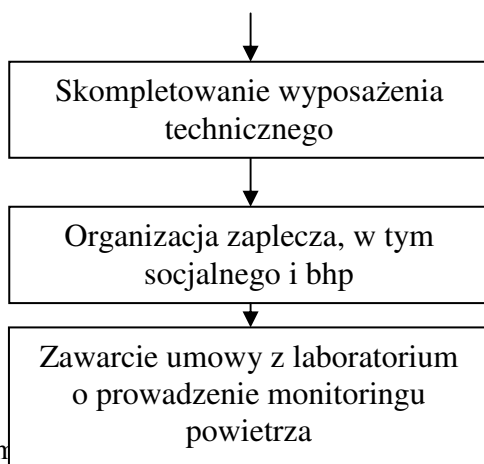 Skompletowanie wyposażenia
technicznego
Organizacja zaplecza, w tym
socjalnego i bhp
Zawarcie umowy z laboratorium
o prowadzenie monitoringu
powietrza